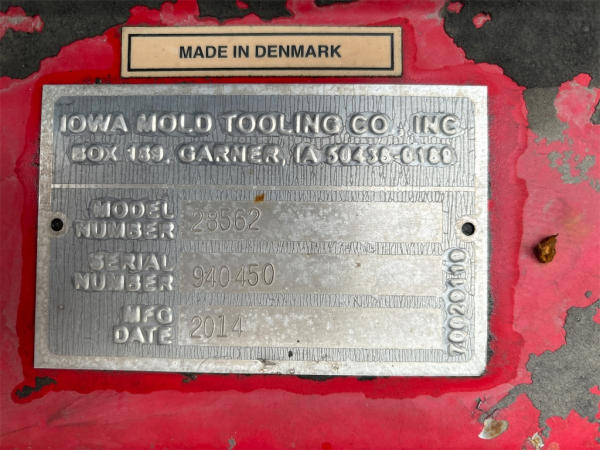 MADE IN DENMARK
IOWA MOLD TOOLING CO., INC.
BOX 189, GARNER, IA 50438-0189
MODEL NUMBER 28562
SERIAL NUMBER 940450
MFG DATE 2014
70020110